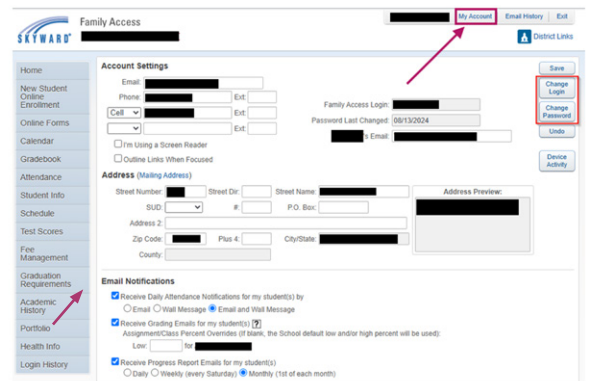 Family Access
My Account Email History Exit
SKYWARD®
District Links
Home
New Student
Online
Enrollment
Online Forms
Calendar
Gradebook
Attendance
Student Info
Schedule
Test Scores
Fee
Management
Graduation
Requirements
Academic
History
Portfolio
Health Info
Login History
Account Settings
Email:
Phone: Ext:
Cell Ext:
Ext:
I'm Using a Screen Reader
Outline Links When Focused
Family Access Login:
Password Last Changed: 08/13/2024
's Email:
Save
Change
Login
Change
Password
Undo
Device
Activity
Address (Mailing Address)
Street Number: Street Dir: Street Name:
SUD: #: P.O. Box:
Address 2:
Zip Code: Plus 4: City/State:
County:
Address Preview:
Email Notifications
Receive Daily Attendance Notifications for my student(s) by
Email Wall Message Email and Wall Message
Receive Grading Emails for my student(s) [?]
Assignment/Class Percent Overrides (If blank, the School default low and/or high percent will be used):
Low: for
Receive Progress Report Emails for my student(s)
Daily Weekly (every Saturday) Monthly (1st of each month)